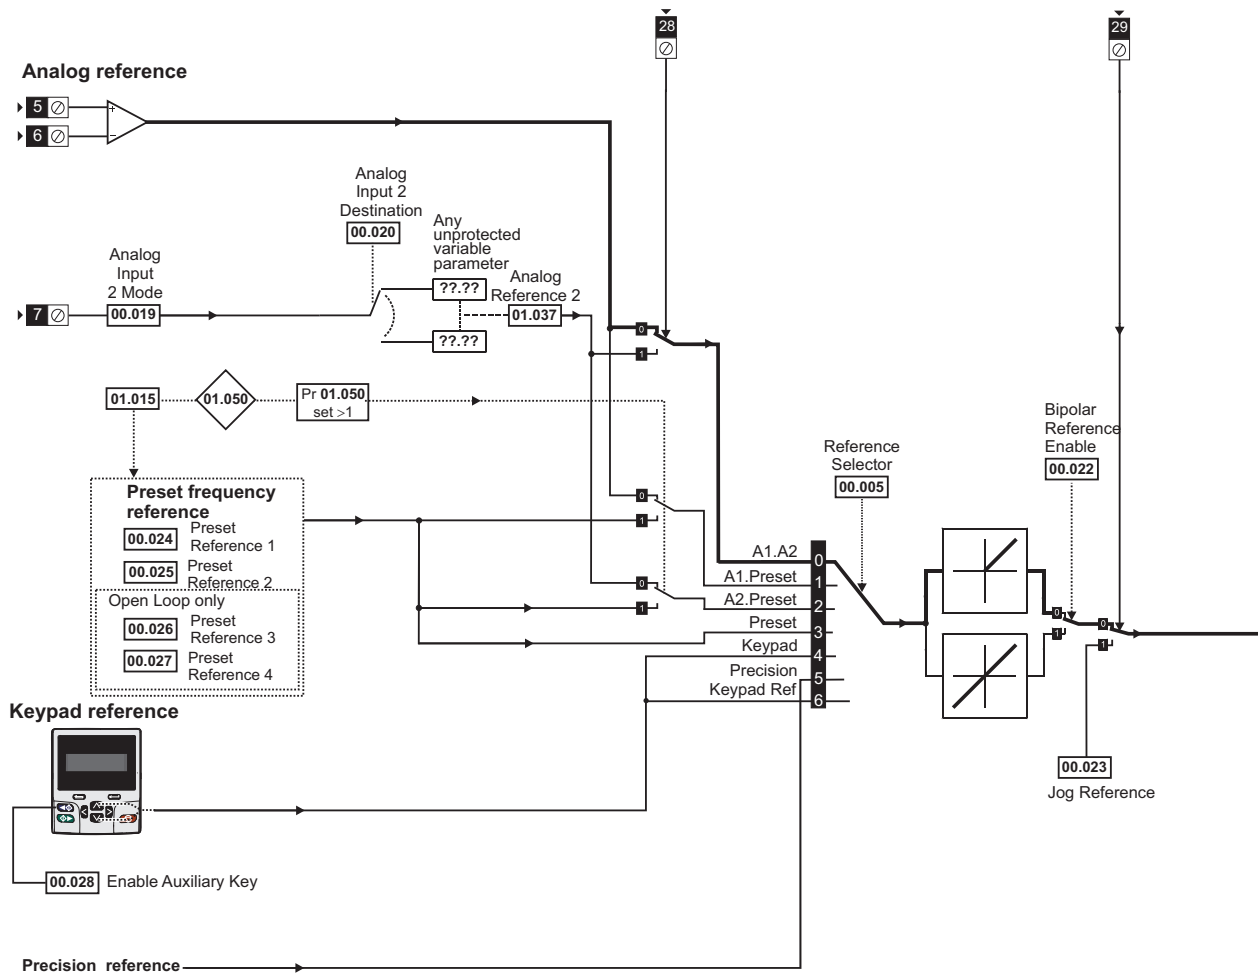 28
29
Analog reference
5
+
6
−
Analog
Input 2
Destination
00.020
Any
unprotected
variable
parameter
??.??
??.??
Analog
Input
2 Mode
7
00.019
Analog
Reference 2
01.037
0
1
01.015
01.050
Pr 01.050
set >1
Preset frequency
reference
00.024
Preset
Reference 1
00.025
Preset
Reference 2
Open Loop only
00.026
Preset
Reference 3
00.027
Preset
Reference 4
0
1
0
1
A1.A2
0
A1.Preset
1
A2.Preset
2
Preset
3
Keypad
4
Precision
5
Keypad Ref
6
Reference
Selector
00.005
Bipolar
Reference
Enable
00.022
0
1
0
1
00.023
Jog Reference
Keypad reference
00.028
Enable Auxiliary Key
Precision reference